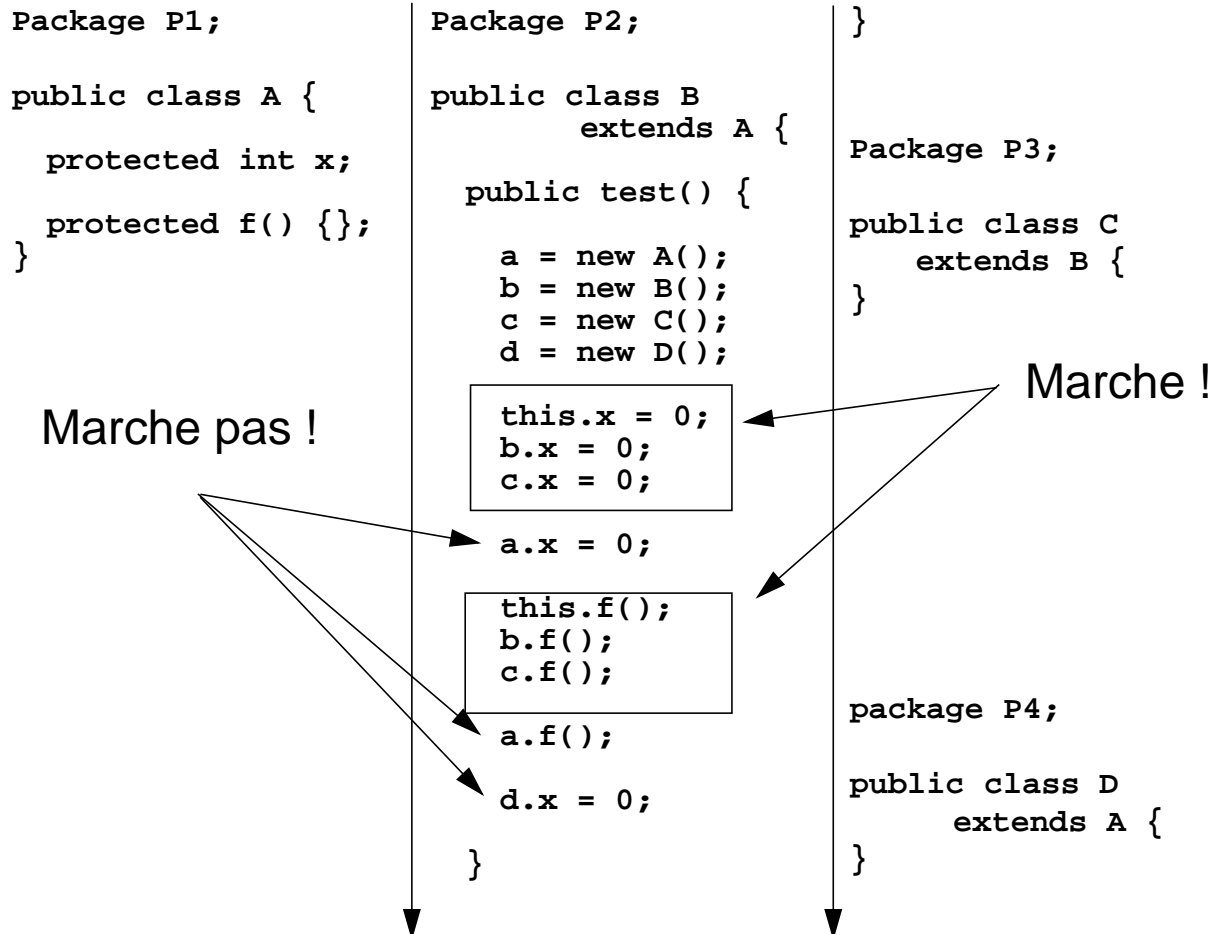 Package P1;
public class A {
protected int x;
protected f() {};
}
Marche pas !
Package P2;
public class B
extends A {
public test() {
a = new A();
b = new B();
c = new C();
d = new D();
this.x = 0;
b.x = 0;
c.x = 0;
a.x = 0;
this.f();
b.f();
c.f();
a.f();
d.x = 0;
}
}
Package P3;
public class C
extends B {
}
Marche !
package P4;
public class D
extends A {
}